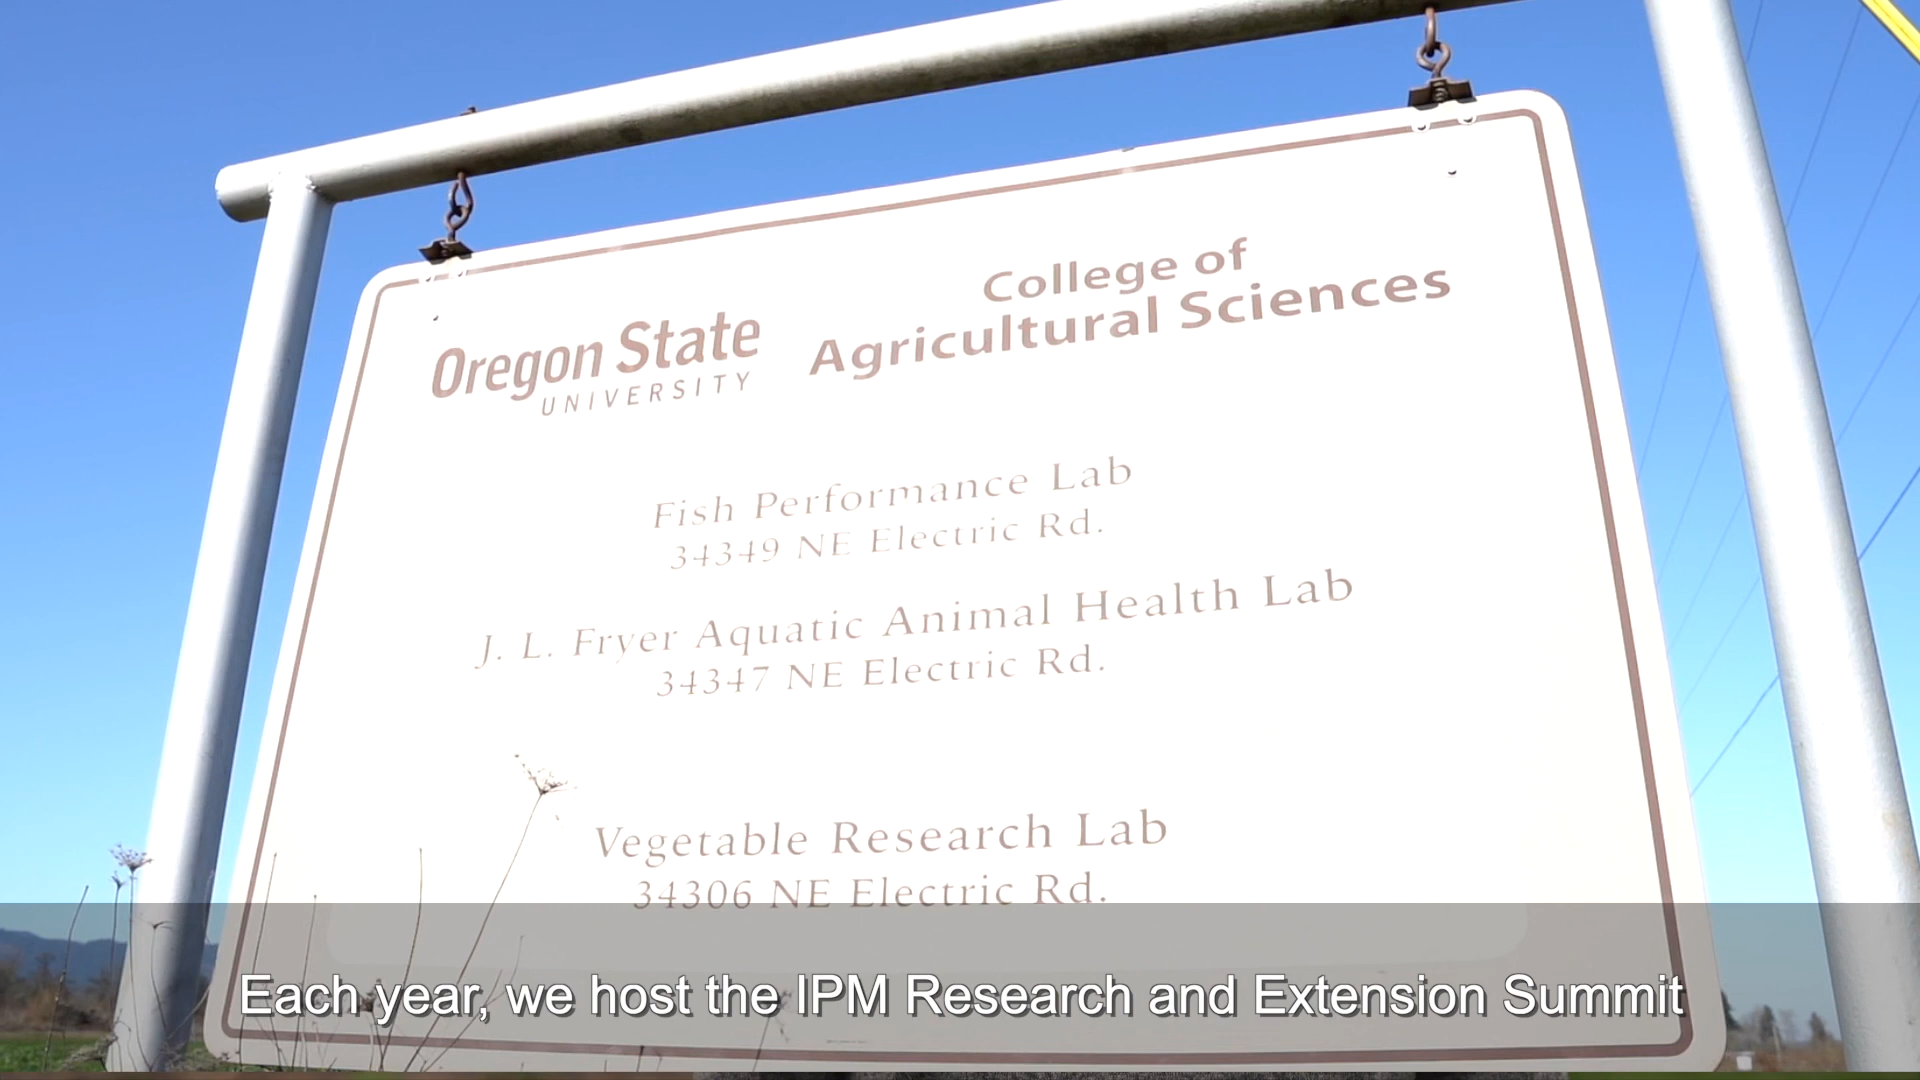 Oregon State
UNIVERSITY
College of
Agricultural Sciences
Fish Performance Lab
34349 NE Electric Rd.
J. L. Fryer Aquatic Animal Health Lab
34347 NE Electric Rd.
Vegetable Research Lab
34306 NE Electric Rd.
Each year, we host the IPM Research and Extension Summit